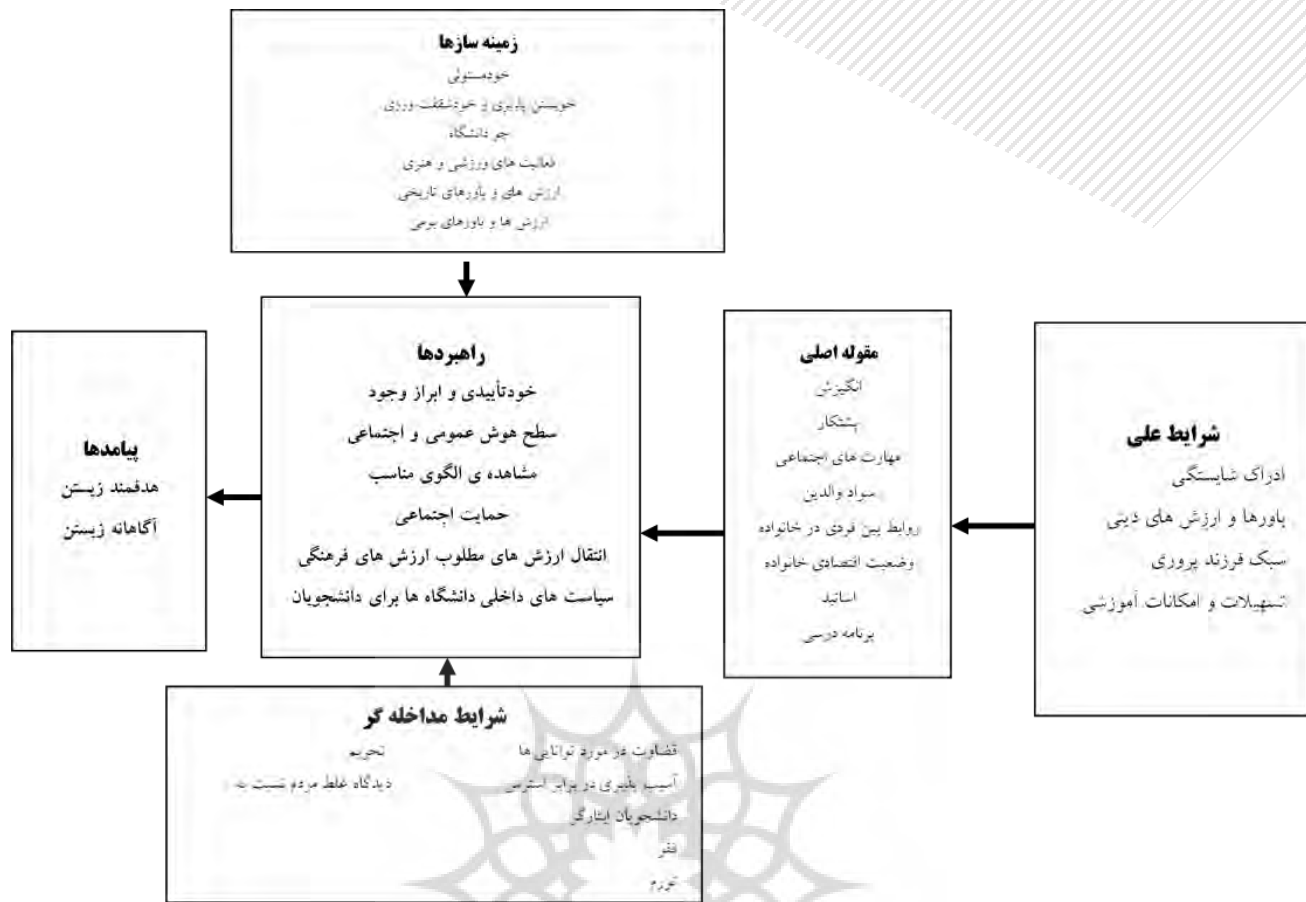 زمینه سازها
خودمسئولی
خویشتن پذیری و خودشفقت ورزی
جو دانشگاه
فعالیت های ورزشی و هنری
ارزش های و باورهای تاریخی
ارزش ها و باورهای بومی
شرایط علی
ادراک شایستگی
باورها و ارزش های دینی
سبک فرزند پروری
تسهیلات و امکانات آموزشی
مقوله اصلی
انگیزش
پشتکار
مهارت های اجتماعی
سواد والدین
روابط بین فردی در خانواده
وضعیت اقتصادی خانواده
اساتید
برنامه درسی
راهبردها
خودتأییدی و ابراز وجود
سطح هوش عمومی و اجتماعی
مشاهده ی الگوی مناسب
حمایت اجتماعی
انتقال ارزش های مطلوب ارزش های فرهنگی
سیاست های داخلی دانشگاه ها برای دانشجویان
پیامدها
هدفمند زیستن
آگاهانه زیستن
شرایط مداخله گر
قضاوت در مورد توانایی ها
آسیب پذیری در برابر استرس
دانشجویان ایثارگر
فقر
تورم
تحریم
دیدگاه غلط مردم نسبت به